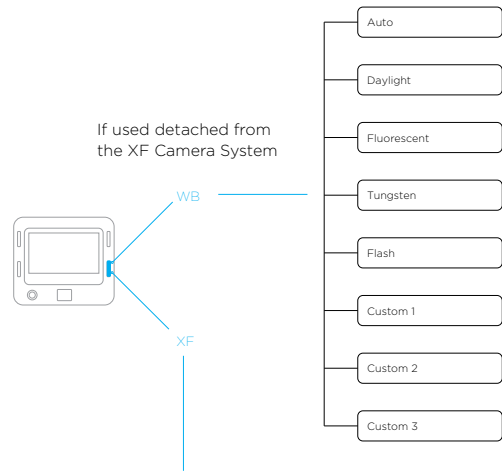 Auto
Daylight
If used detached from
the XF Camera System
Fluorescent
WB
Tungsten
Flash
Custom 1
XF
Custom 2
Custom 3